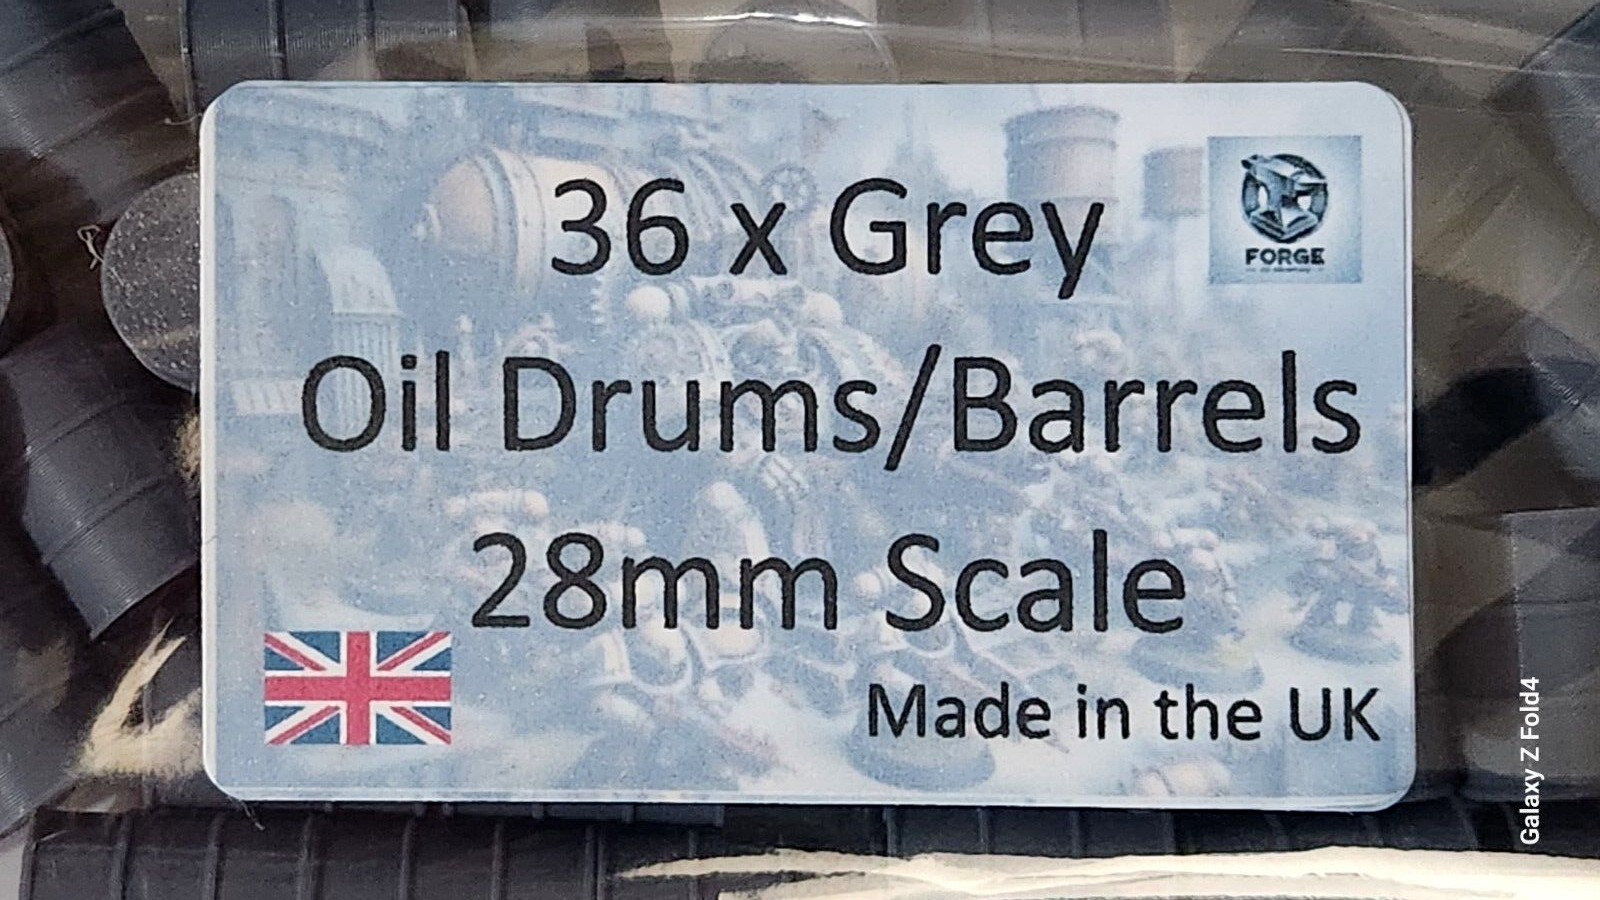 36 x Grey
FORGE
Oil Drums/Barrels
28mm Scale
Made in the UK
Galaxy Z Fold4